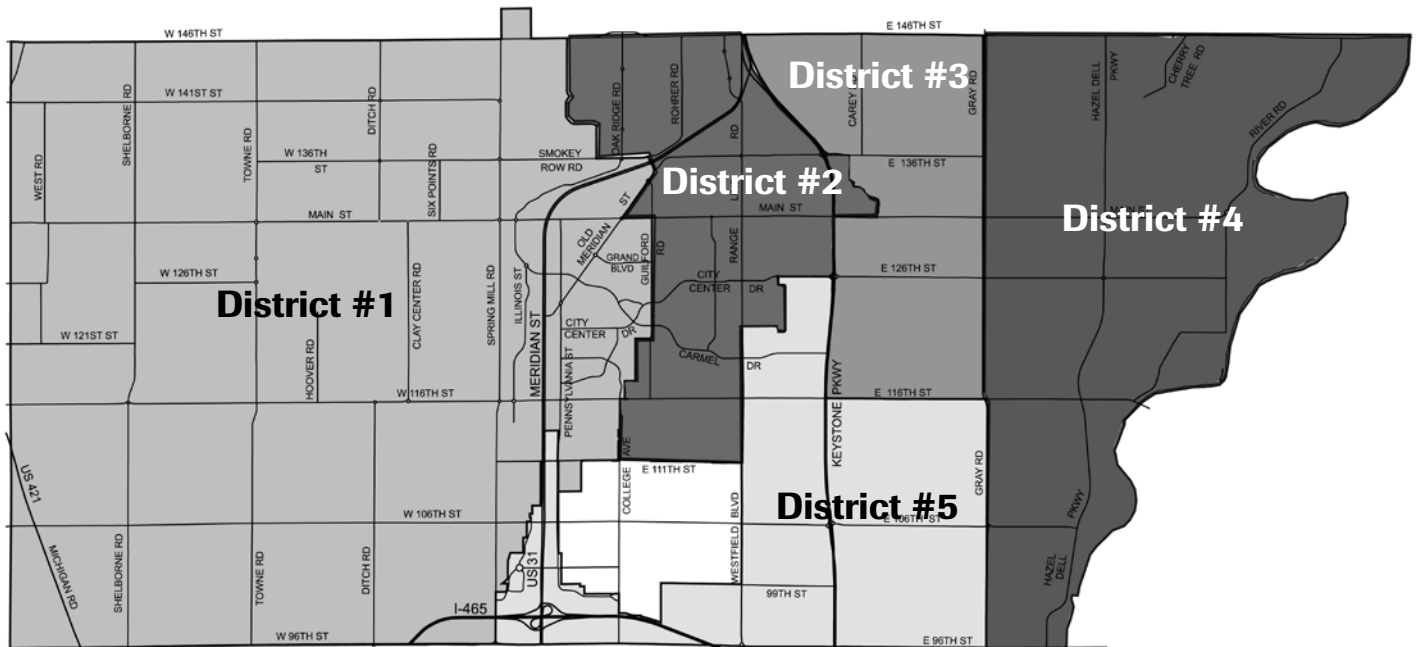 W 146TH ST
E 146TH ST
District #3
HAZEL DELL
PKWY
CHERRY
TREE RD
SHELBORNE RD
W 141ST ST
DITCH RD
OAK RIDGE RD
ROHRER RD
RD
CAREY
GRAY RD
RIVER RD
WEST RD
TOWNE RD
W 136TH
ST
SIX POINTS RD
SMOKEY
ROW RD
E 136TH ST
District #2
MAIN ST
OLD
MERIDIAN
ST
MAIN ST
District #4
GRAND
BLVD
GUILFORD
RD
RANGE
W 126TH ST
CLAY CENTER RD
SPRING MILL RD
ILLINOIS ST
CITY
CENTER
DR
E 126TH ST
District #1
W 121ST ST
HOOVER RD
MERIDIAN ST
CITY
CENTER
DR
CARMEL
DR
W 116TH ST
PENNSYLVANIA ST
KEYSTONE PKWY
E 116TH ST
US 421
COLLEGE
AVE
E 111TH ST
GRAY RD
District #5
W 106TH ST
WESTFIELD BLVD
E 106TH ST
PKWY
MICHIGAN RD
SHELBORNE RD
TOWNE RD
DITCH RD
US 31
HAZEL
DELL
99TH ST
I-465
W 96TH ST
E 96TH ST